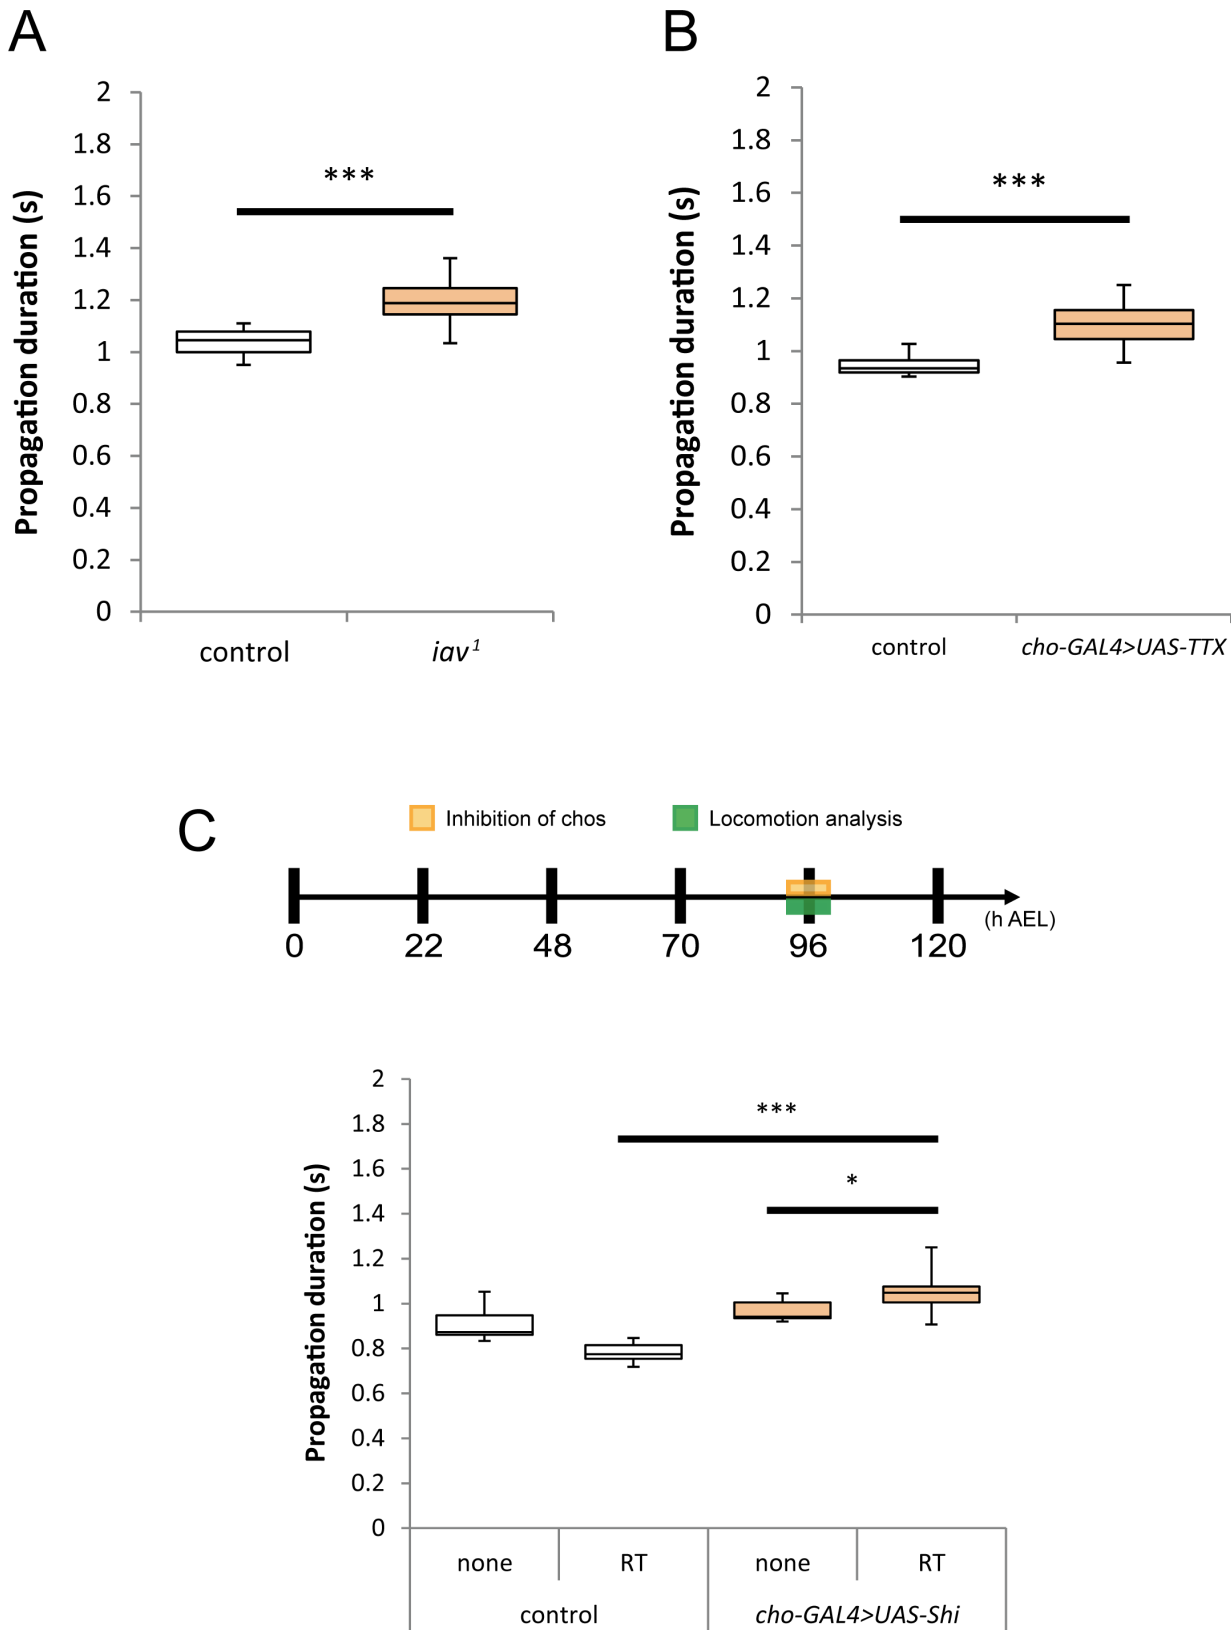 A
Propagation duration (s)
2
1.8
1.6
1.4
1.2
1
0.8
0.6
0.4
0.2
0
***
control
iav¹
B
Propagation duration (s)
2
1.8
1.6
1.4
1.2
1
0.8
0.6
0.4
0.2
0
***
control
cho-GAL4>UAS-TTX
C
Inhibition of chos
Locomotion analysis
0 22 48 70 96 120
(h AEL)
Propagation duration (s)
2
1.8
1.6
1.4
1.2
1
0.8
0.6
0.4
0.2
0
***
*
none RT none RT
control cho-GAL4>UAS-Shi